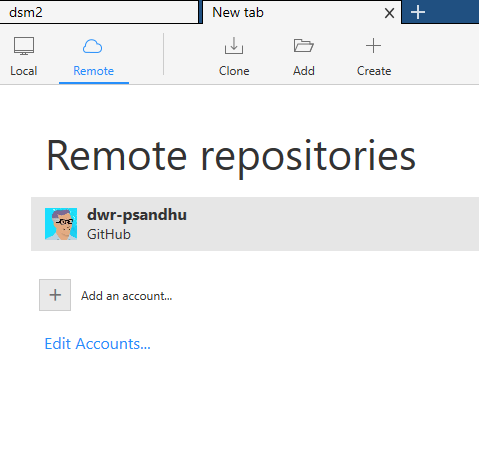 dsm2
New tab
Local
Remote
Clone
Add
Create
Remote repositories
dwr-psandhu
GitHub
Add an account...
Edit Accounts...